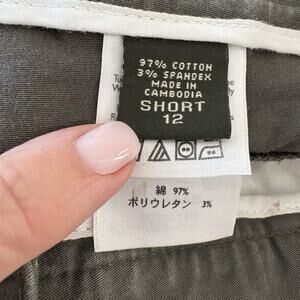 97% COTTON
3% SPANDEX
MADE IN
CAMBODIA
SHORT
12
綿 97%
ポリウレタン 3%